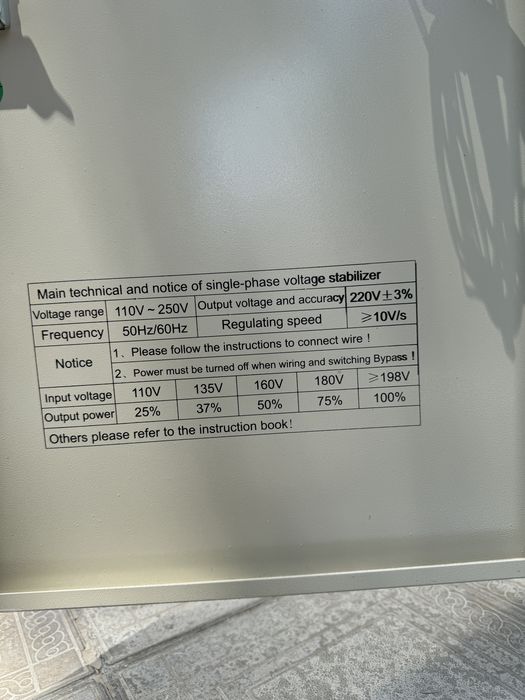 Main technical and notice of single-phase voltage stabilizer
Voltage range 110V ~ 250V Output voltage and accuracy 220V±3%
Frequency 50Hz/60Hz Regulating speed ⩾10V/s
Notice
1、Please follow the instructions to connect wire !
2、Power must be turned off when wiring and switching Bypass !
Input voltage 110V 135V 160V 180V ⩾198V
Output power 25% 37% 50% 75% 100%
Others please refer to the instruction book!